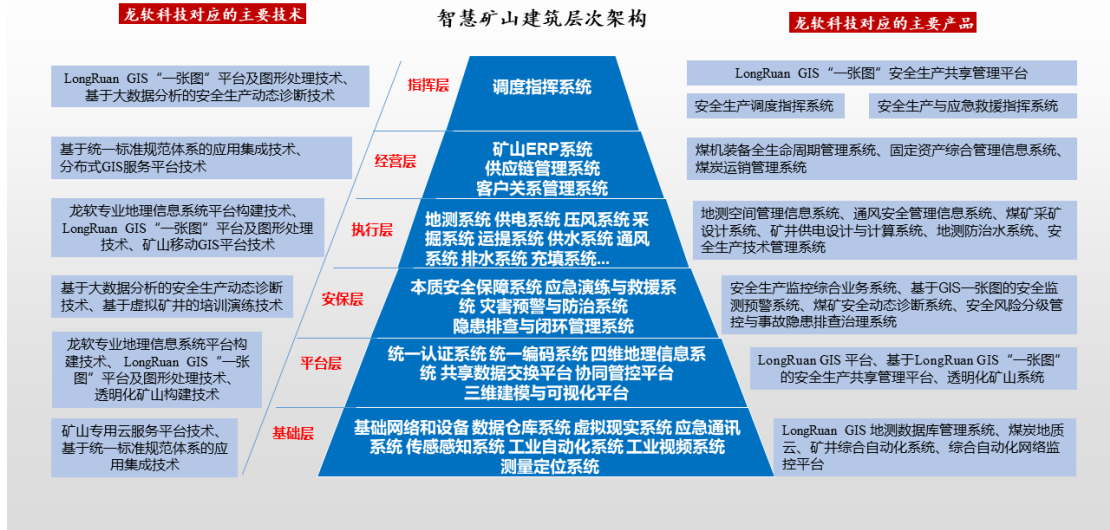 龙软科技对应的主要技术
智慧矿山建筑层次架构
龙软科技对应的主要产品
LongRuan GIS“一张图”平台及图形处理技术、
基于大数据分析的安全生产动态诊断技术
指挥层
调度指挥系统
LongRuan GIS“一张图”安全生产共享管理平台
安全生产调度指挥系统
安全生产与应急救援指挥系统
基于统一标准规范体系的应用集成技术、
分布式GIS服务平台技术
经营层
矿山ERP系统
供应链管理系统
客户关系管理系统
煤机装备全生命周期管理系统、固定资产综合管理信息系统、
煤炭运销管理系统
龙软专业地理信息系统平台构建技术、
LongRuan GIS“一张图”平台及图形处理
技术、矿山移动GIS平台技术
执行层
地测系统 供电系统 压风系统 采
掘系统 运提系统 供水系统 通风
系统 排水系统 充填系统...
地测空间管理信息系统、通风安全管理信息系统、煤矿采矿
设计系统、矿井供电设计与计算系统、地测防治水系统、安
全生产技术管理系统
基于大数据分析的安全生产动态诊断
技术、基于虚拟矿井的培训演练技术
安保层
本质安全保障系统 应急演练与救援系
统 灾害预警与防治系统
隐患排查与闭环管理系统
安全生产监控综合业务系统、基于GIS一张图的安全监
测预警系统、煤矿安全动态诊断系统、安全风险分级管
控与事故隐患排查治理系统
龙软专业地理信息系统平台构
建技术、 LongRuan GIS“一张
图”平台及图形处理技术、
透明化矿山构建技术
平台层
统一认证系统 统一编码系统 四维地理信息系
统 共享数据交换平台 协同管控平台
三维建模与可视化平台
LongRuan GIS 平台、基于LongRuan GIS“一张图”
的安全生产共享管理平台、透明化矿山系统
矿山专用云服务平台技术、
基于统一标准规范体系的应
用集成技术
基础层
基础网络和设备 数据仓库系统 虚拟现实系统 应急通讯
系统 传感感知系统 工业自动化系统 工业视频系统
测量定位系统
LongRuan GIS 地测数据库管理系统、煤炭地质
云、矿井综合自动化系统、综合自动化网络监
控平台